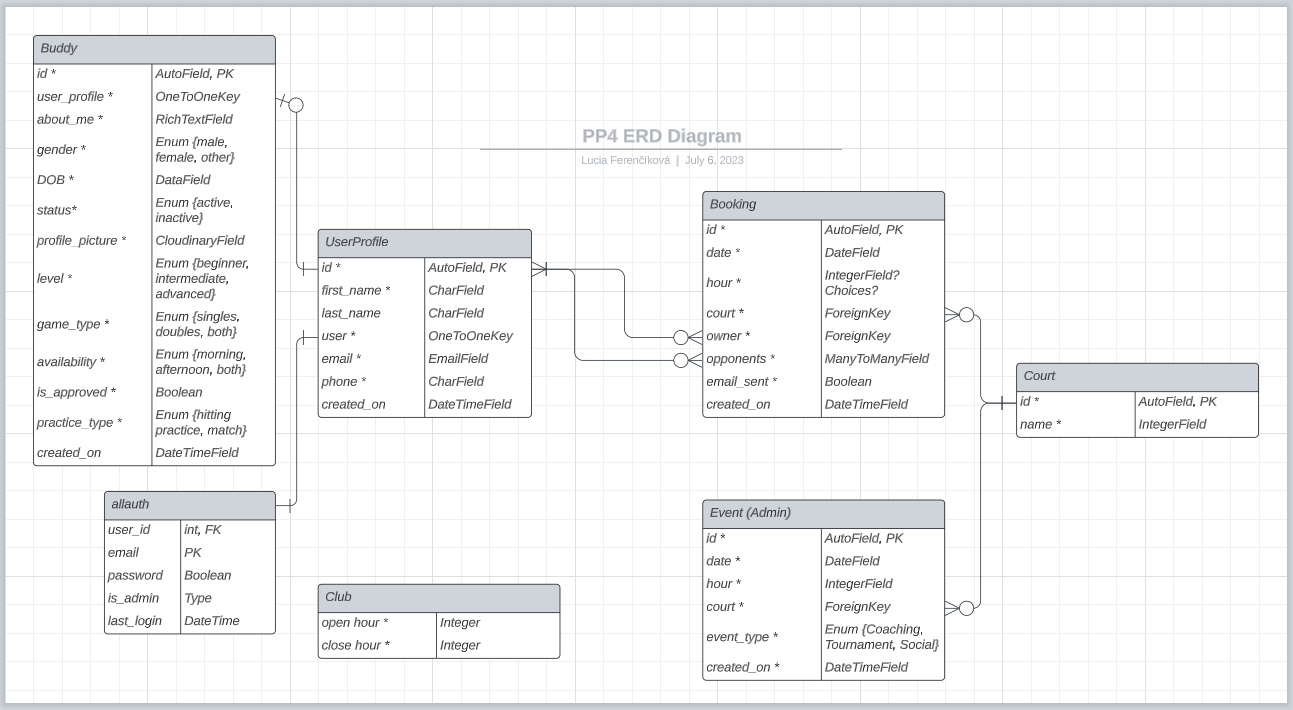 PP4 ERD Diagram
Lucia Ferenčíková | July 6, 2023
Buddy
id * AutoField, PK
user_profile * OneToOneKey
about_me * RichTextField
gender * Enum {male,
female, other}
DOB * DataField
status* Enum {active,
inactive}
profile_picture * CloudinaryField
level * Enum {beginner,
intermediate,
advanced}
game_type * Enum {singles,
doubles, both}
availability * Enum {morning,
afternoon, both}
is_approved * Boolean
practice_type * Enum {hitting
practice, match}
created_on DateTimeField
UserProfile
id * AutoField, PK
first_name * CharField
last_name CharField
user * OneToOneKey
email * EmailField
phone * CharField
created_on DateTimeField
Booking
id * AutoField, PK
date * DateField
hour * IntegerField?
Choices?
court * ForeignKey
owner * ForeignKey
opponents * ManyToManyField
email_sent * Boolean
created_on DateTimeField
Court
id * AutoField, PK
name * IntegerField
allauth
user_id int, FK
email PK
password Boolean
is_admin Type
last_login DateTime
Club
open hour * Integer
close hour * Integer
Event (Admin)
id * AutoField, PK
date * DateField
hour * IntegerField
court * ForeignKey
event_type * Enum {Coaching,
Tournament, Social}
created_on * DateTimeField